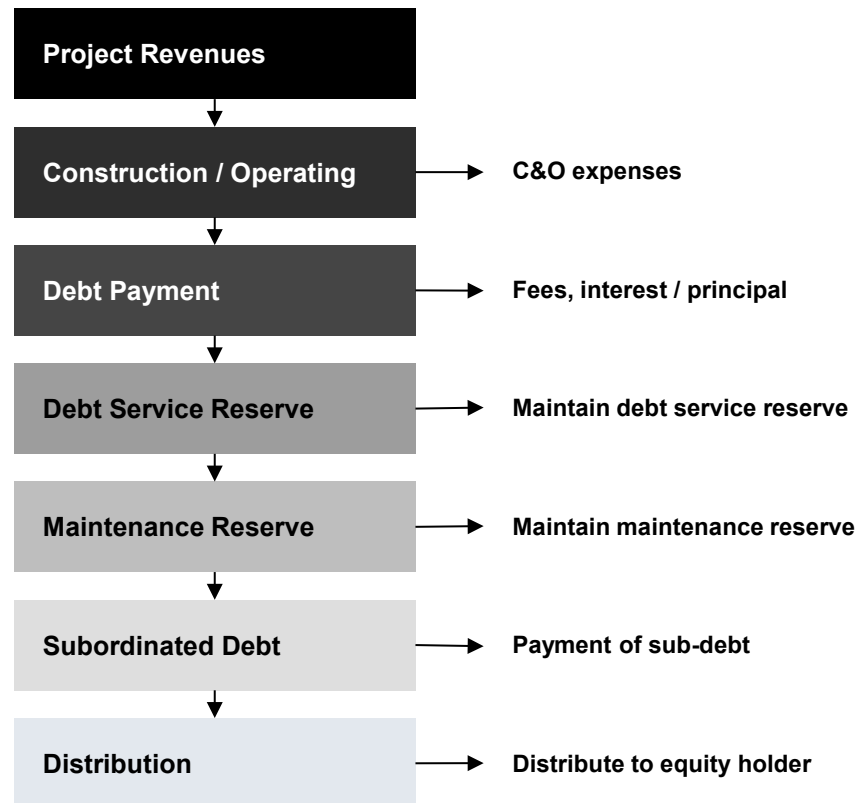 Project Revenues
Construction / Operating
C&O expenses
Debt Payment
Fees, interest / principal
Debt Service Reserve
Maintain debt service reserve
Maintenance Reserve
Maintain maintenance reserve
Subordinated Debt
Payment of sub-debt
Distribution
Distribute to equity holder